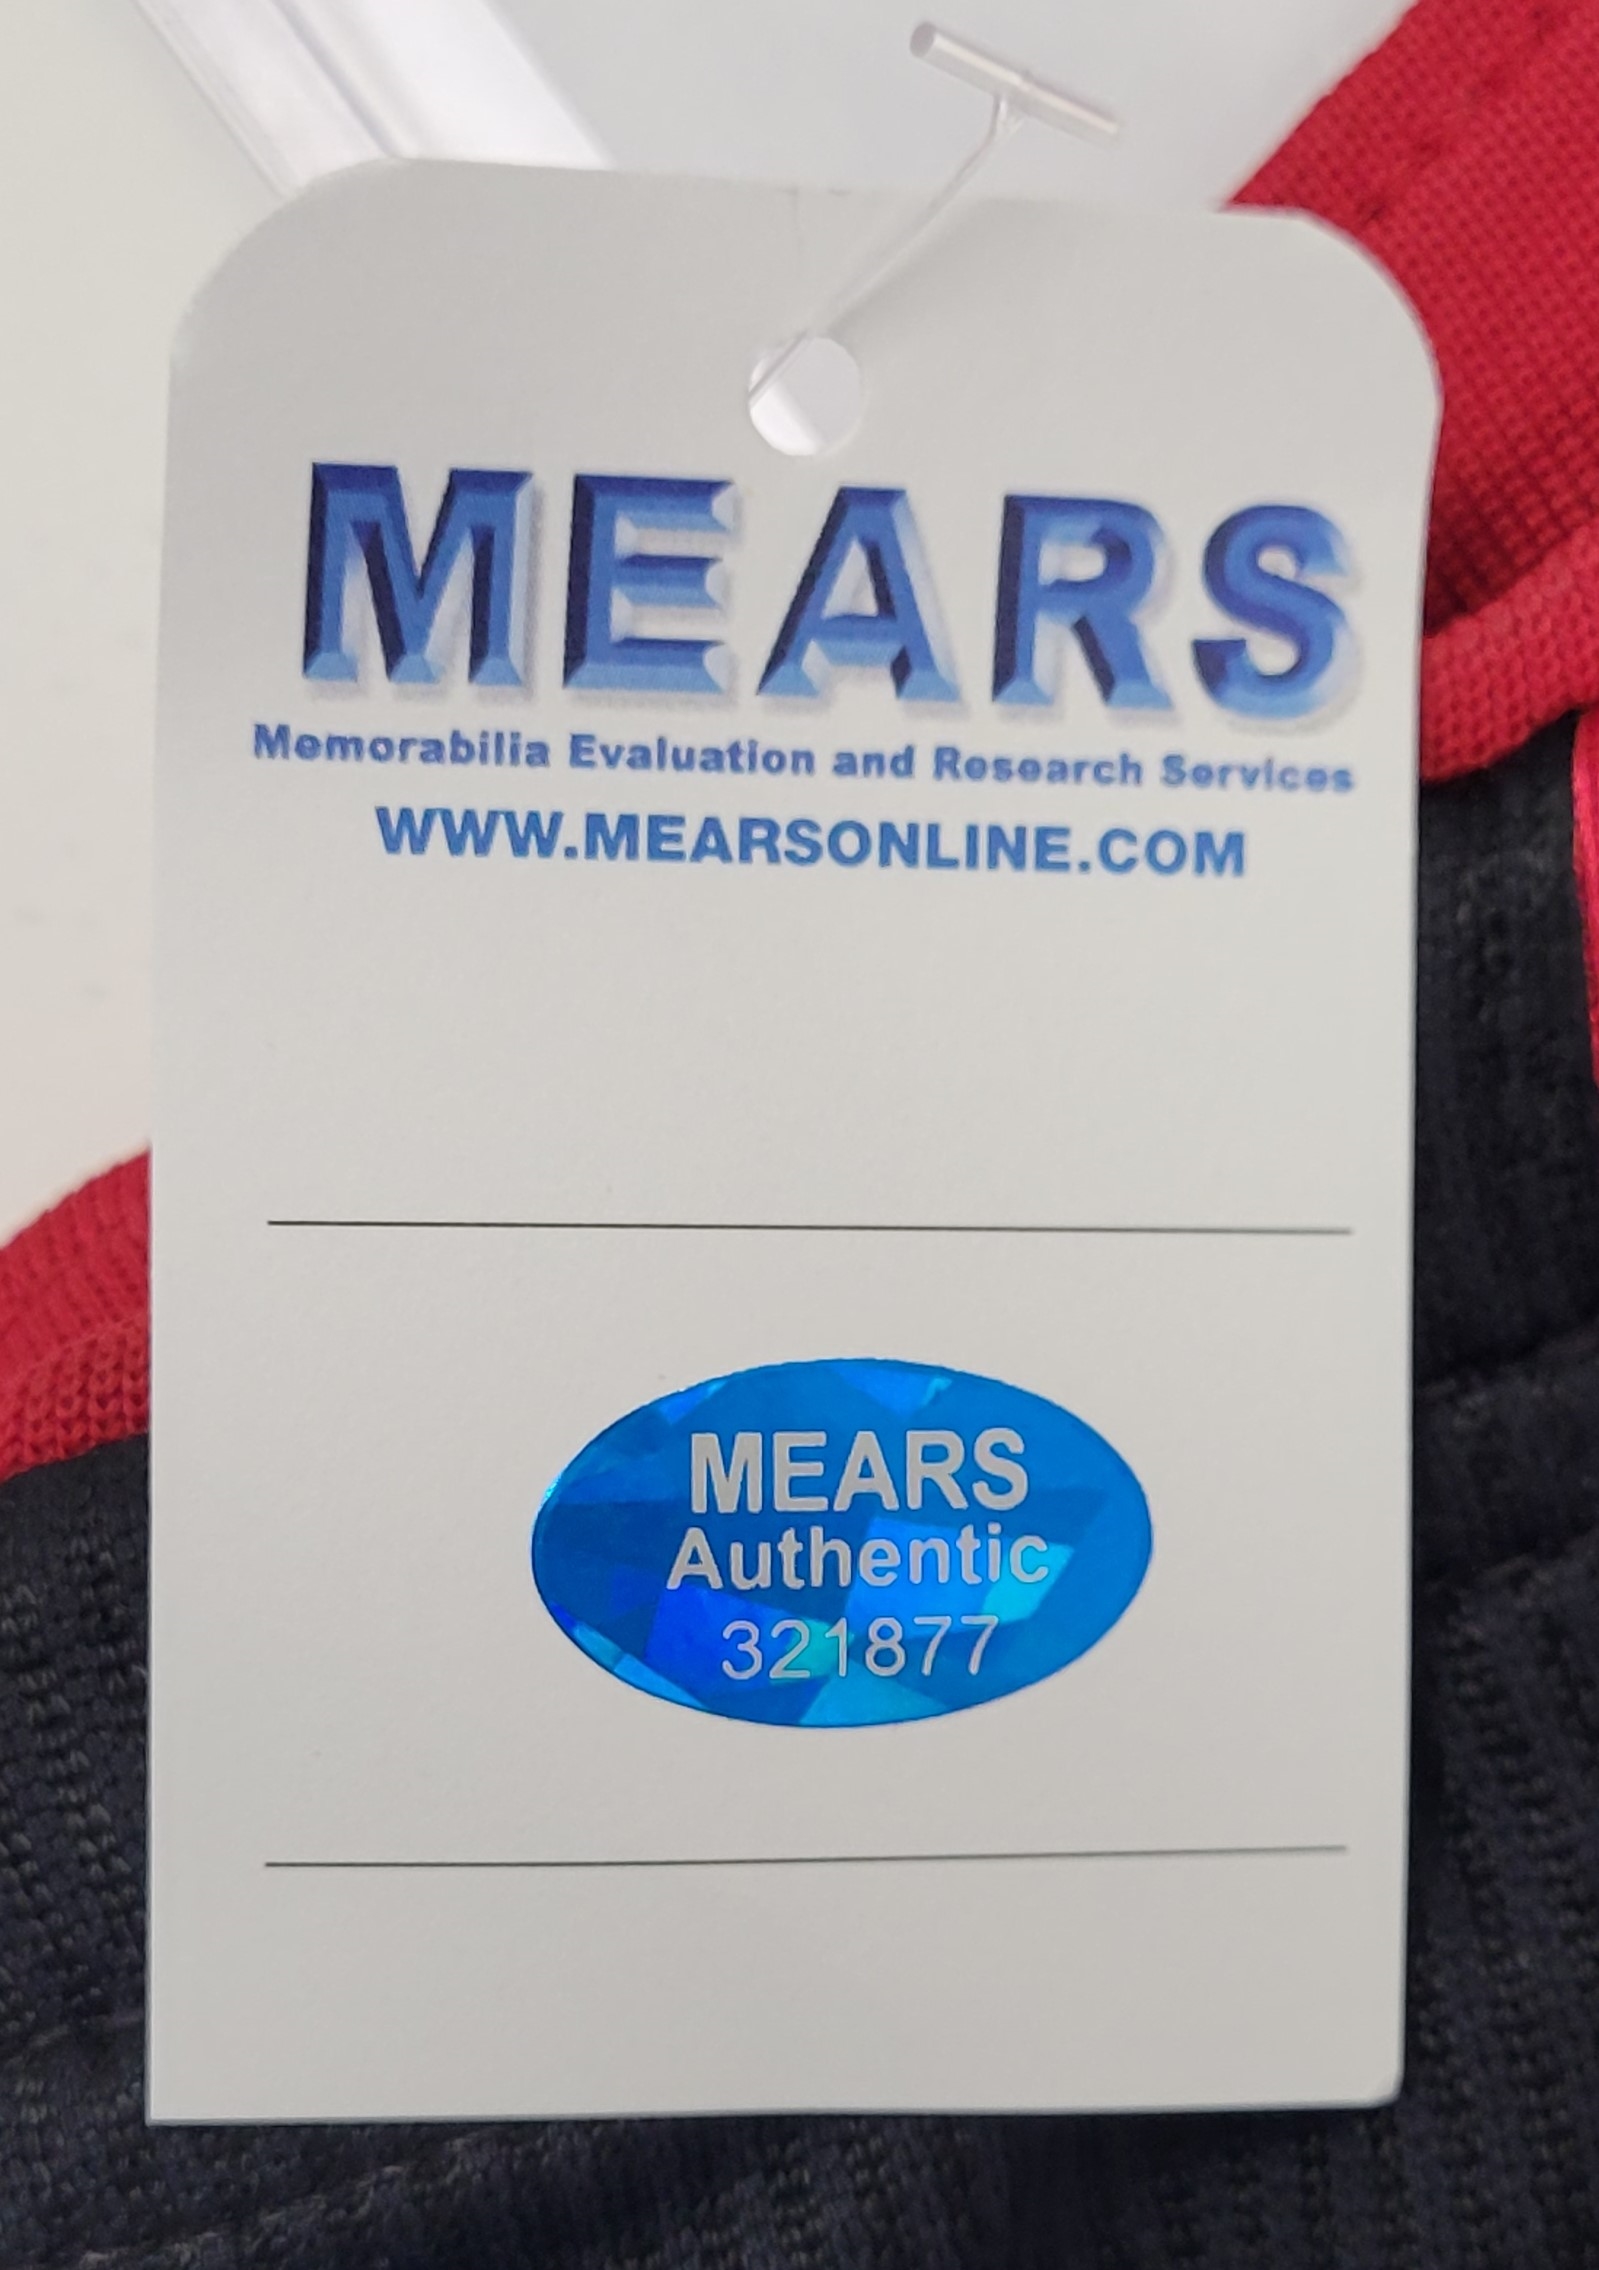 MEARS
Memorabilia Evaluation and Research Services
WWW.MEARSONLINE.COM
MEARS
Authentic
321877